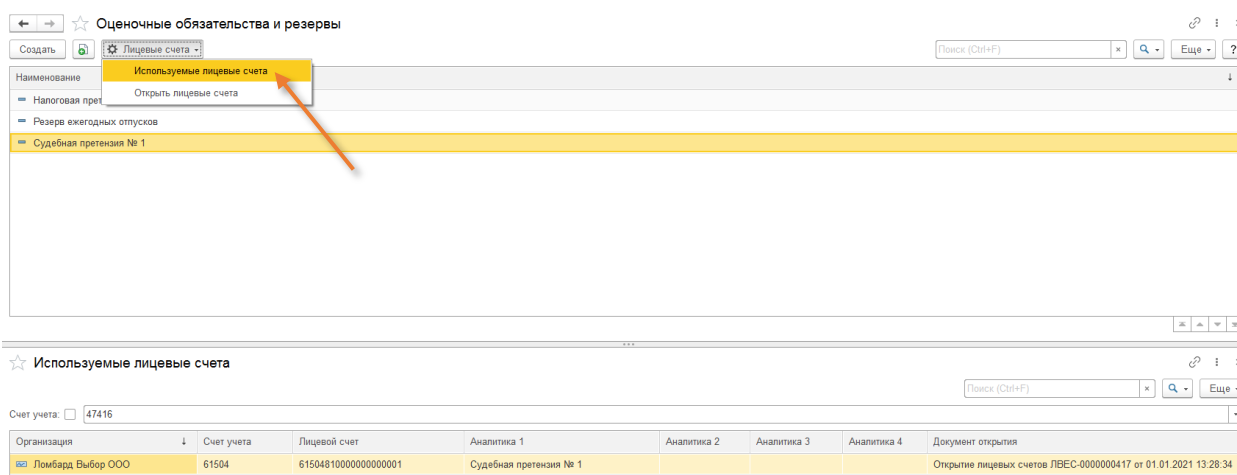 Оценочные обязательства и резервы
Создать Лицевые счета Поиск (Ctrl+F) × Еще ?
Используемые лицевые счета
Наименование ↓
Открыть лицевые счета
Налоговая прет
Резерв ежегодных отпусков
Судебная претензия № 1
Используемые лицевые счета
Поиск (Ctrl+F) × Еще
Счет учета: 47416
Организация ↓ Счет учета Лицевой счет Аналитика 1 Аналитика 2 Аналитика 3 Аналитика 4 Документ открытия
Ломбард Выбор ООО 61504 61504810000000000001 Судебная претензия № 1 Открытие лицевых счетов ЛВЕС-0000000417 от 01.01.2021 13:28:34